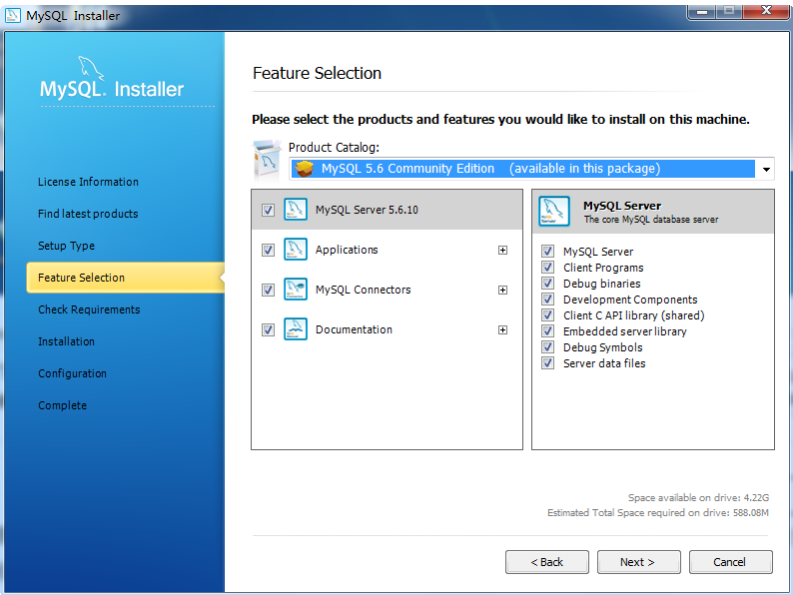 MySQL Installer
MySQL. Installer
License Information
Find latest products
Setup Type
Feature Selection
Check Requirements
Installation
Configuration
Complete
Feature Selection
Please select the products and features you would like to install on this machine.
Product Catalog:
MySQL 5.6 Community Edition (available in this package)
MySQL Server 5.6.10
Applications
MySQL Connectors
Documentation
MySQL Server
The core MySQL database server
MySQL Server
Client Programs
Debug binaries
Development Components
Client C API library (shared)
Embedded server library
Debug Symbols
Server data files
Space available on drive: 4.22G
Estimated Total Space required on drive: 588.08M
< Back
Next >
Cancel